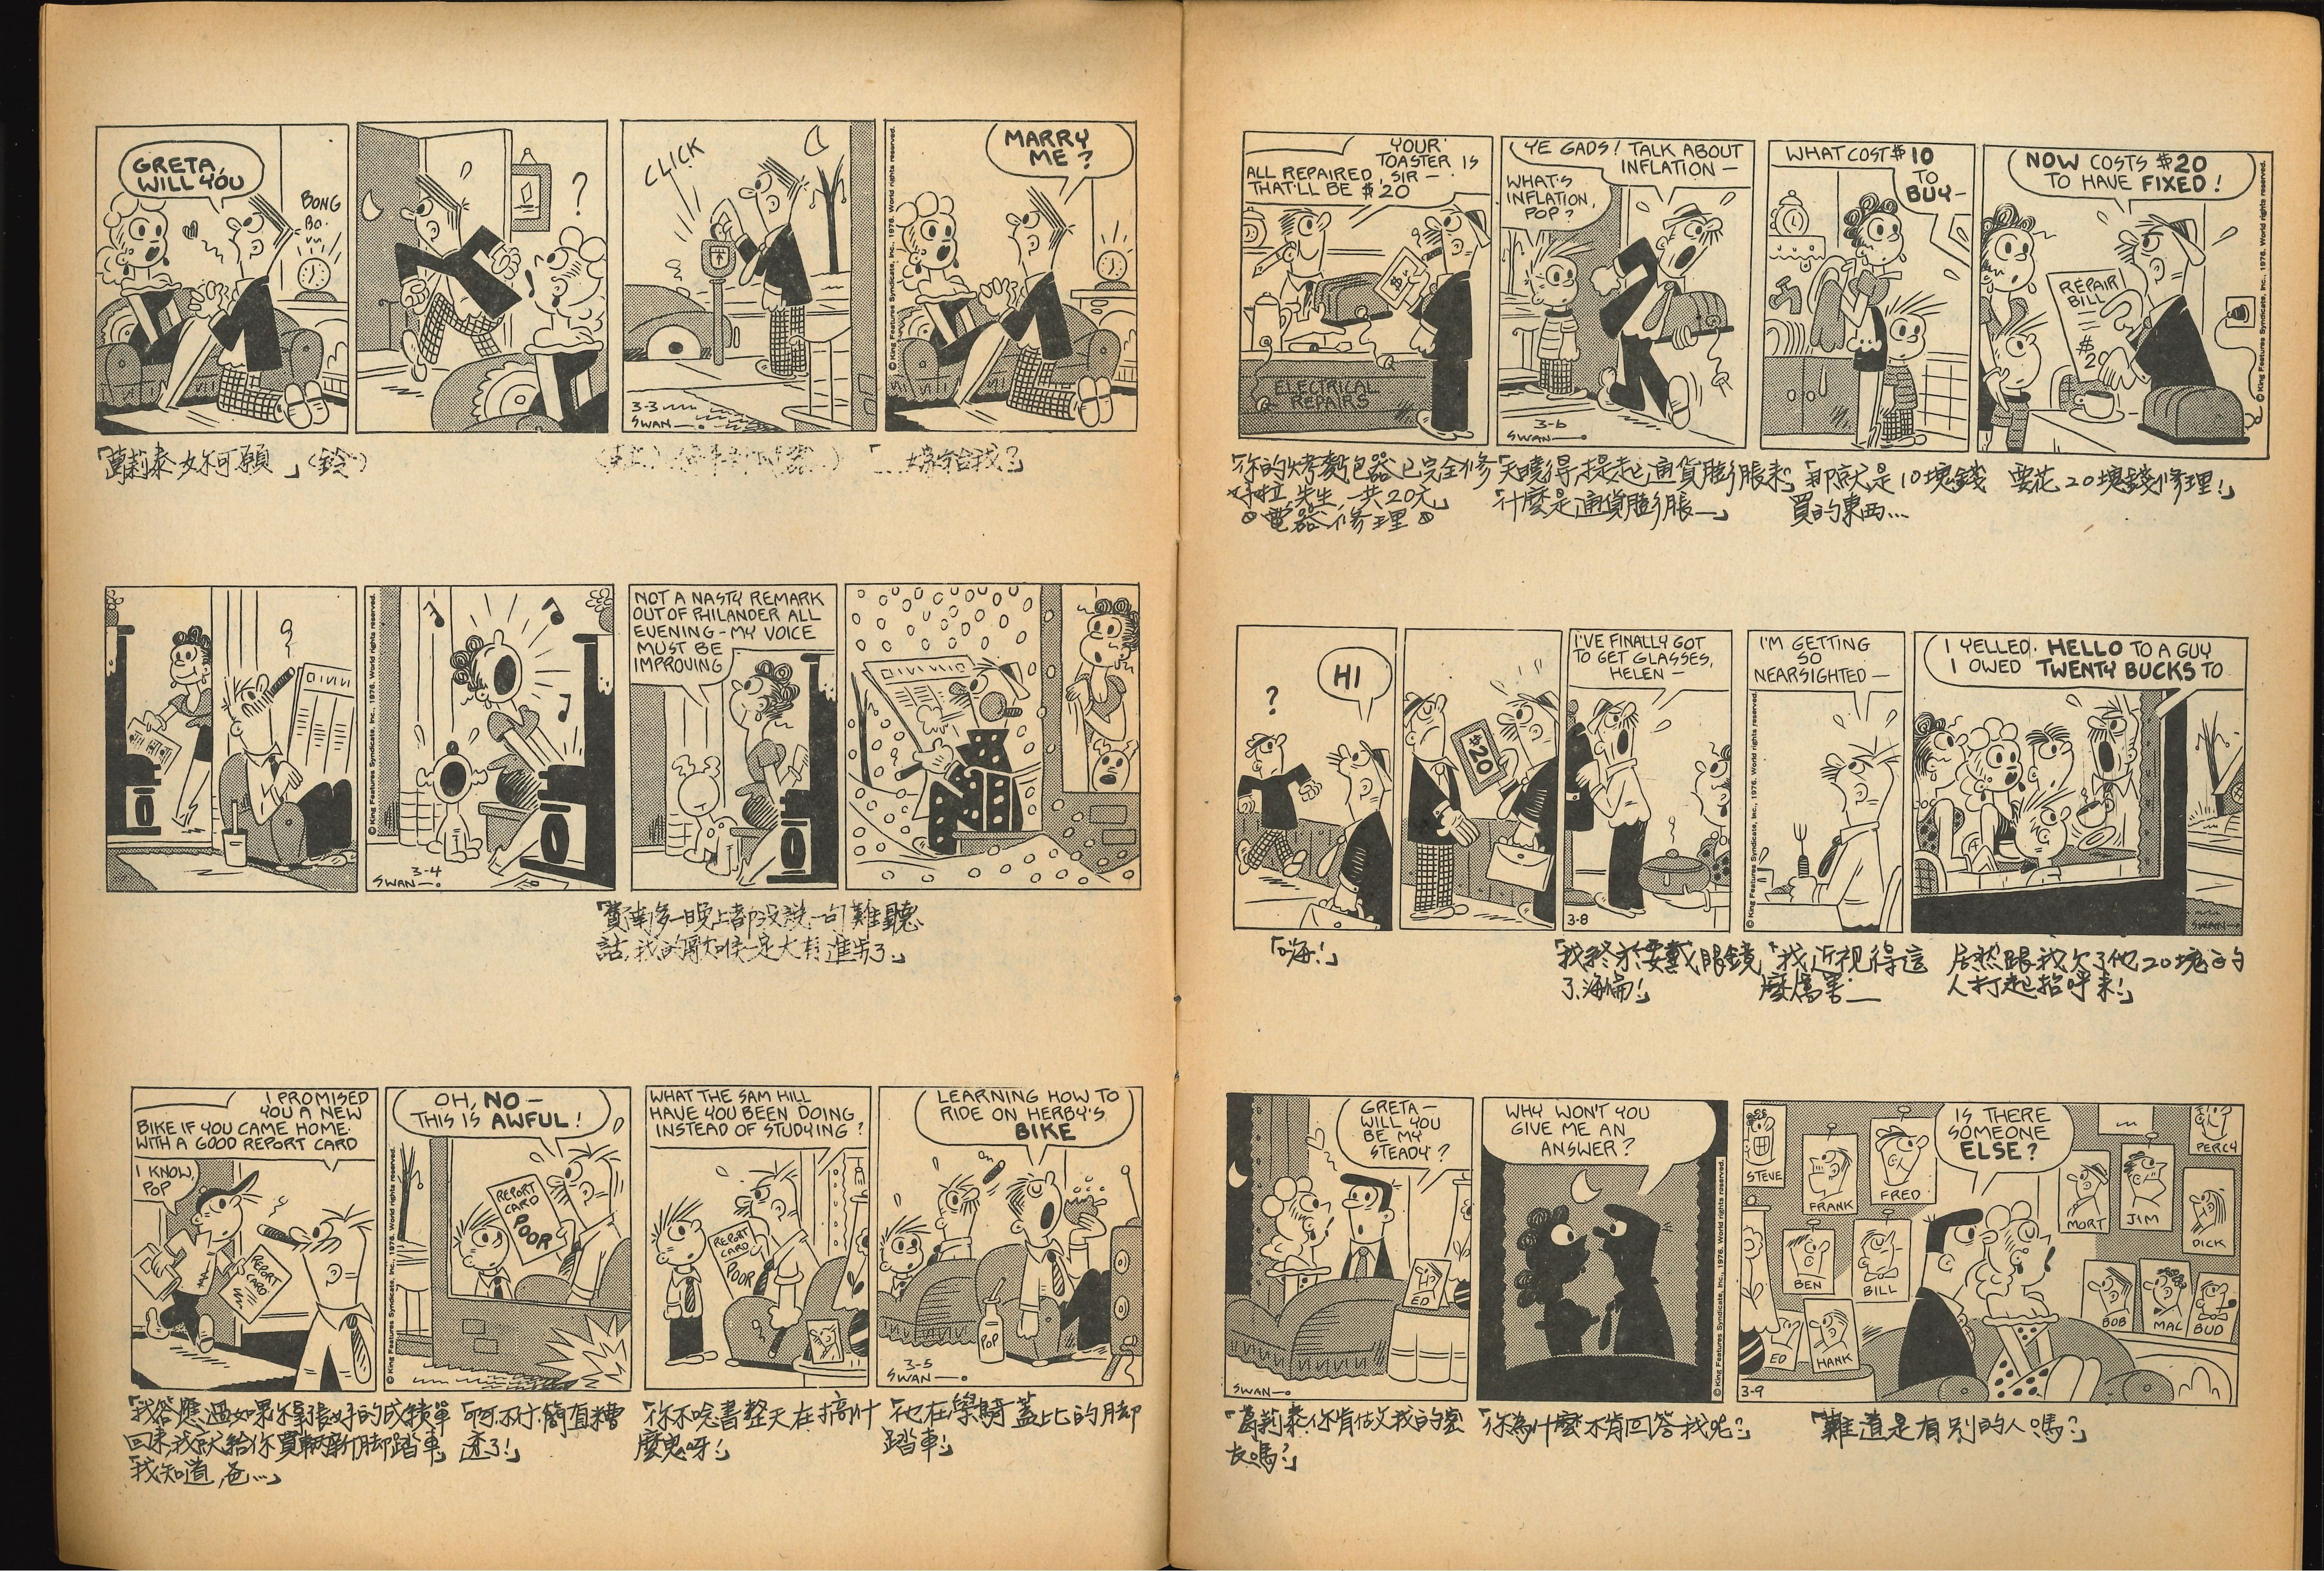 GRETA,
WILL YOU
BONG
?
CLICK
3-3
SWAN
© King Features Syndicate, Inc., 1976. World rights reserved.
MARRY
ME?
「葛莉泰,妳可願 」(鈴)
嫁給我?
?
© King Features Syndicate, Inc., 1976. World rights reserved.
3-4
SWAN
NOT A NASTY REMARK
OUT OF PHILANDER ALL
EVENING - MY VOICE
MUST BE
IMPROVING
「費南多一晚上都沒說一句難聽
話,我的歌喉一定大有進步了。」
I PROMISED
YOU A NEW
BIKE IF YOU CAME HOME
WITH A GOOD REPORT CARD
I KNOW,
POP
REPORT
CARD
OH, NO —
THIS IS AWFUL!
REPORT
CARD
POOR
© King Features Syndicate, Inc., 1976. World rights reserved.
WHAT THE SAM HILL
HAVE YOU BEEN DOING
INSTEAD OF STUDYING?
REPORT
CARD
POOR
LEARNING HOW TO
RIDE ON HERBY'S
BIKE
POP
3-5
SWAN
「我答應過如果你拿張好的成績單
回來,我就給你買輛新脚踏車」
「我知道,爸…」
「啊,不!簡直糟
透了!」
「你不唸書整天在搞什
麼鬼呀!」
「他在學騎蓋比的脚
踏車!」
YOUR
TOASTER IS
ALL REPAIRED, SIR —
THAT'LL BE $20
$
ELECTRICAL
REPAIRS
YE GADS! TALK ABOUT
INFLATION —
WHAT'S
INFLATION,
POP?
3-6
SWAN
WHAT COST $10
TO
BUY —
NOW COSTS $20
TO HAVE FIXED!
REPAIR
BILL
$
2
© King Features Syndicate, Inc., 1976. World rights reserved.
「你的烤麵包器已完全修
好啦,先生,一共20元」
電器修理
「天曉得,提起通貨膨脹來」
「什麼是通貨膨脹—」
「那就是10塊錢
買的東西…
要花20塊錢修理!」
?
HI
$20
I'VE FINALLY GOT
TO GET GLASSES,
HELEN —
3-8
I'M GETTING
SO
NEARSIGHTED —
© King Features Syndicate, Inc., 1976. World rights reserved.
I YELLED HELLO TO A GUY
I OWED TWENTY BUCKS TO
SWAN
「嗨!」
「我終於要戴眼鏡
了,海倫!」
「我近視得這
麼厲害—
居然跟我欠了他20塊的
人打起招呼來!」
GRETA —
WILL YOU
BE MY
STEADY?
ED
SWAN
WHY WON'T YOU
GIVE ME AN
ANSWER?
© King Features Syndicate, Inc., 1976. World rights reserved.
IS THERE
SOMEONE
ELSE?
STEVE
FRANK
FRED
BEN
BILL
ED
HANK
MORT
JIM
PERCY
DICK
BOB
MAC
BUD
3-9
「葛莉泰,你肯做我的密
友嗎?」
「你為什麼不肯回答我呢?」
「難道是有別的人嗎?」